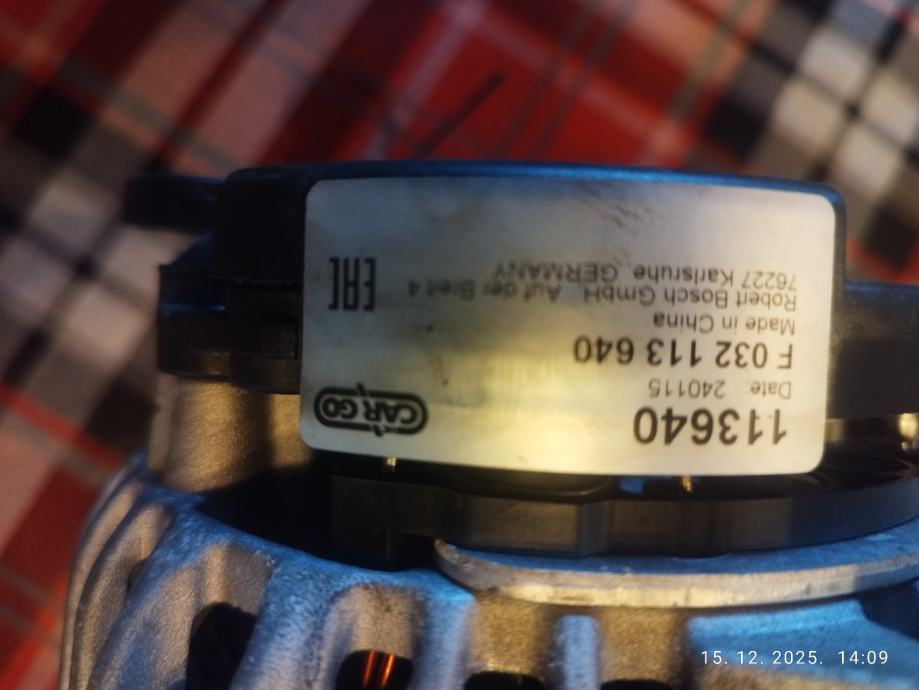 113640
Date: 240115
F 032 113 640
Made in China
Robert Bosch GmbH Auf der Breit 4
76227 Karlsruhe, GERMANY
CARGO
EAC
15. 12. 2025. 14:09